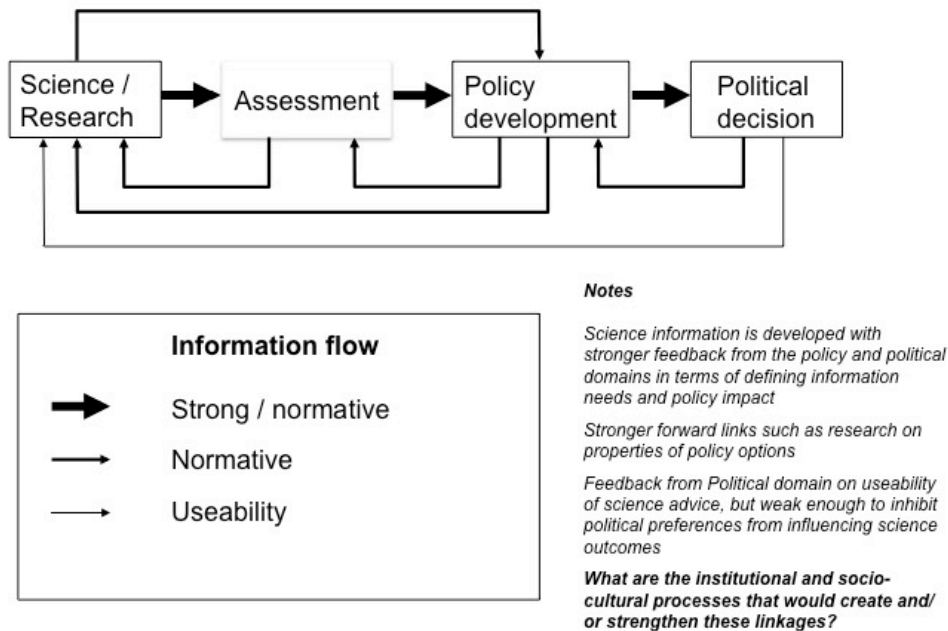 Science /
Research
Assessment
Policy
development
Political
decision
Information flow
Strong / normative
Normative
Useability
Notes
Science information is developed with
stronger feedback from the policy and political
domains in terms of defining information
needs and policy impact
Stronger forward links such as research on
properties of policy options
Feedback from Political domain on useability
of science advice, but weak enough to inhibit
political preferences from influencing science
outcomes
What are the institutional and socio-
cultural processes that would create and/
or strengthen these linkages?